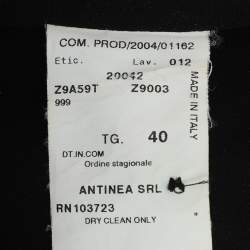 COM. PROD/2004/01162
Etic. Lav. 012
20042
Z9A59T Z9003
999
MADE IN ITALY
TG. 40
DT.IN.COM
Ordine stagionale
ANTINEA SRL
RN103723
DRY CLEAN ONLY